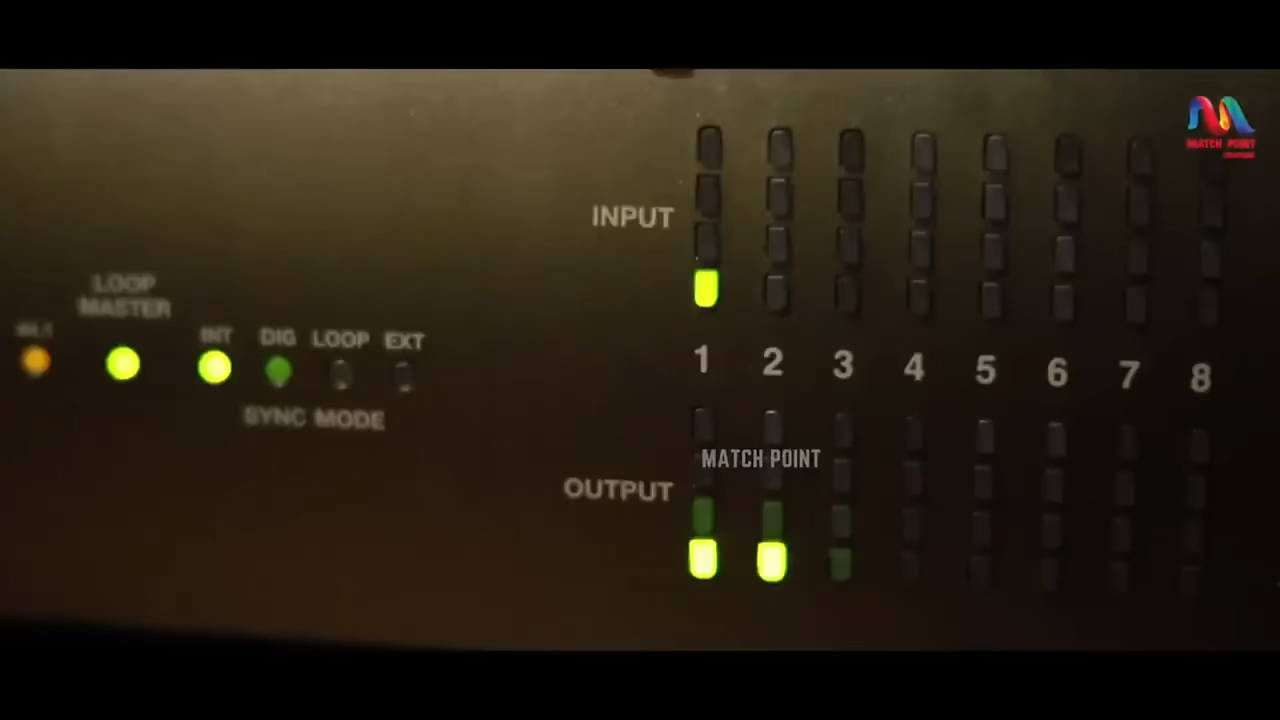 MATCH POINT
INPUT
LOOP
MASTER
INT DIG LOOP EXT
SYNC MODE
1 2 3 4 5 6 7 8
MATCH POINT
OUTPUT